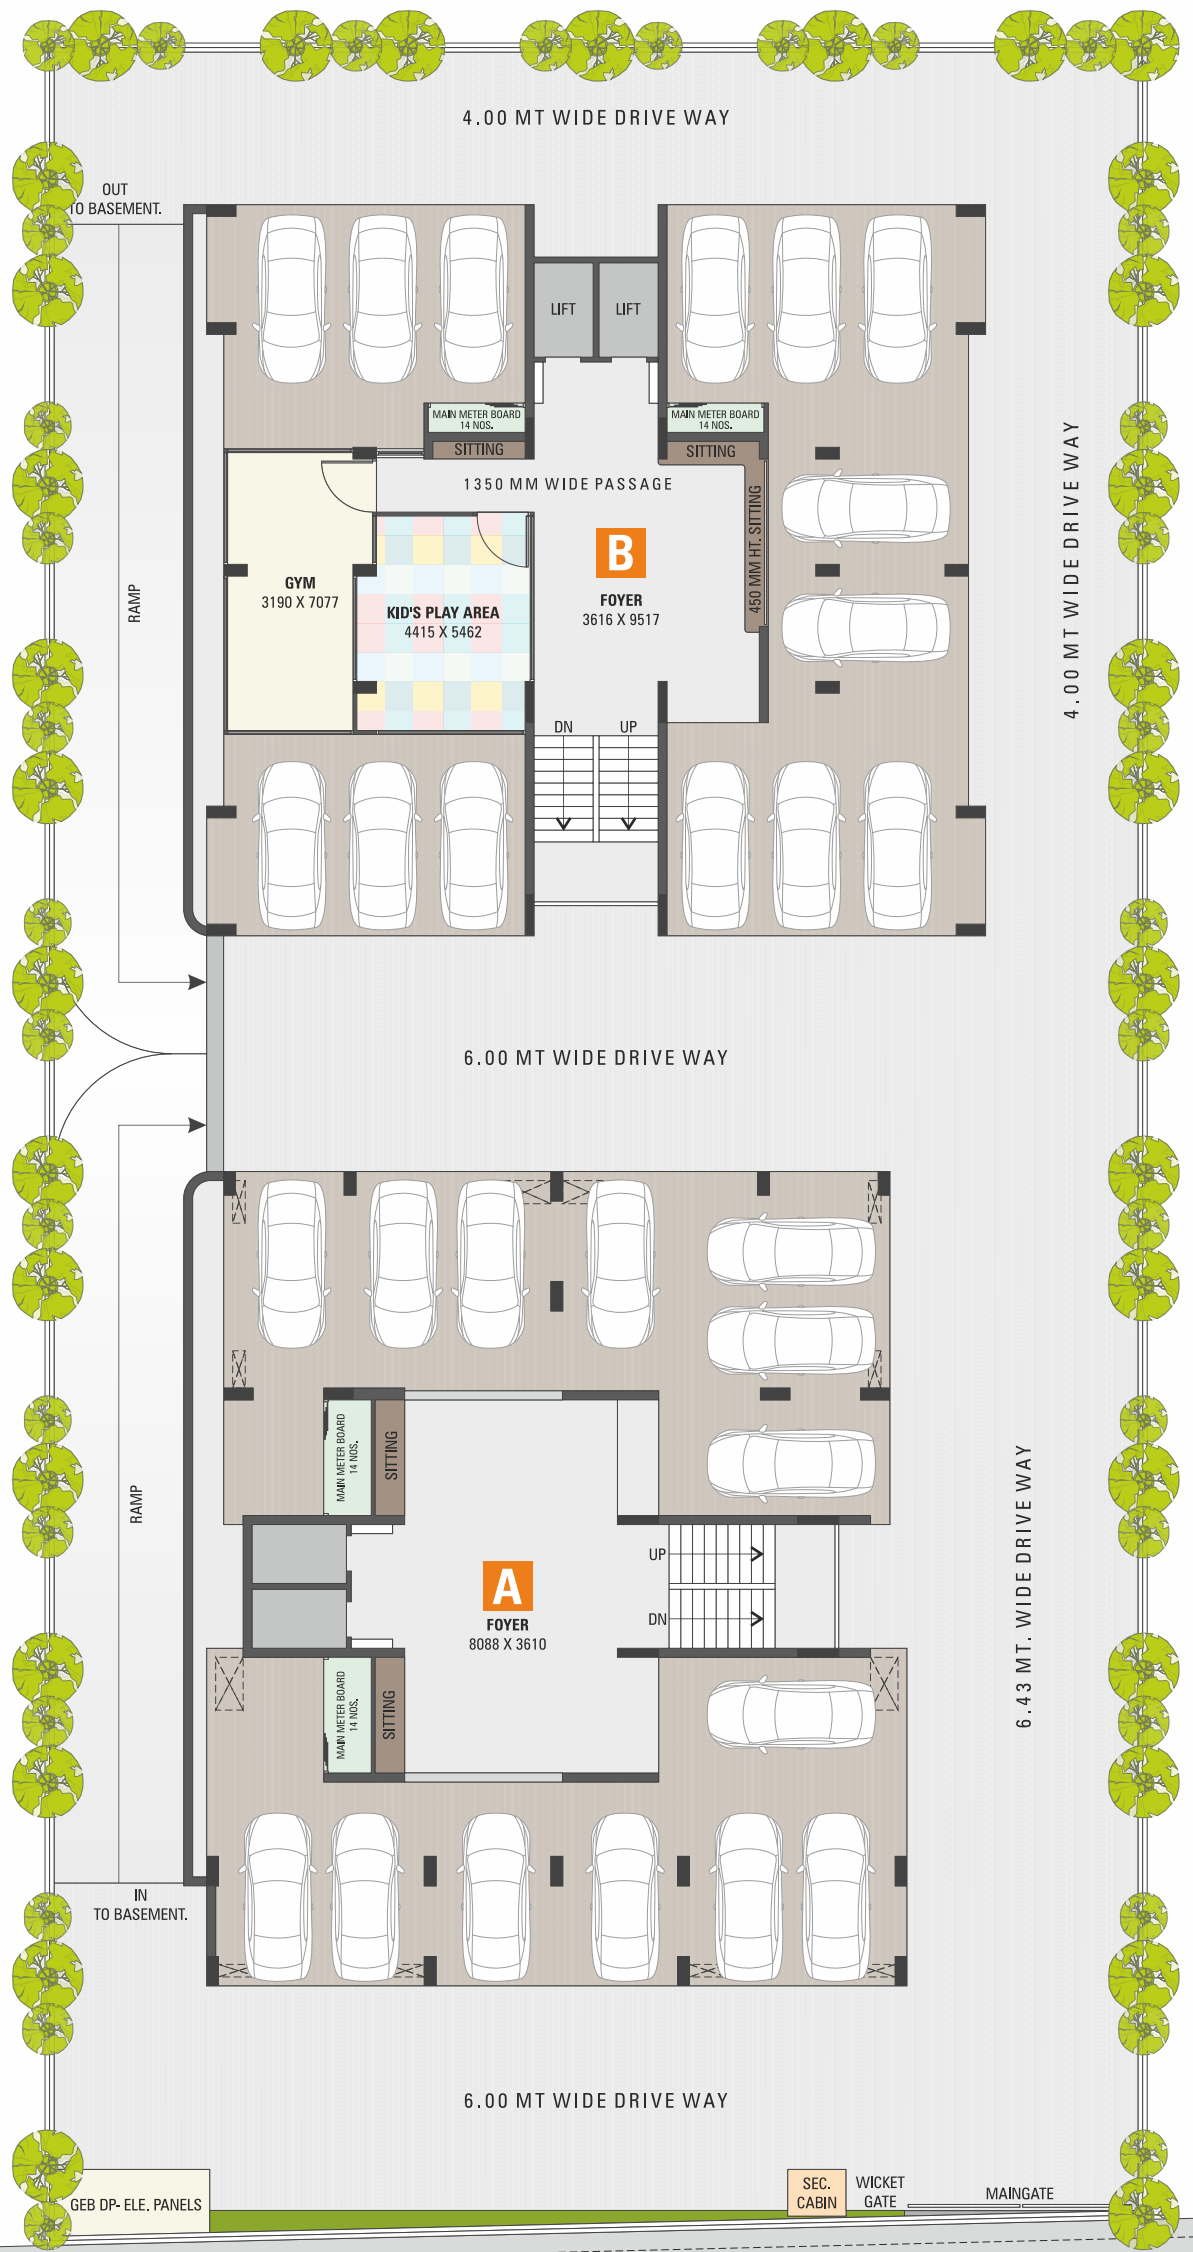 4.00 MT WIDE DRIVE WAY
OUT
TO BASEMENT.
LIFT
LIFT
MAIN METER BOARD
14 NOS.
MAIN METER BOARD
14 NOS.
SITTING
SITTING
1350 MM WIDE PASSAGE
450 MM HT. SITTING
4.00 MT WIDE DRIVE WAY
B
FOYER
3616 X 9517
GYM
3190 X 7077
KID'S PLAY AREA
4415 X 5462
RAMP
DN
UP
6.00 MT WIDE DRIVE WAY
MAIN METER BOARD
14 NOS.
SITTING
RAMP
UP
DN
A
FOYER
8088 X 3610
6.43 MT. WIDE DRIVE WAY
MAIN METER BOARD
14 NOS.
SITTING
IN
TO BASEMENT.
6.00 MT WIDE DRIVE WAY
GEB DP- ELE. PANELS
SEC.
CABIN
WICKET
GATE
MAINGATE